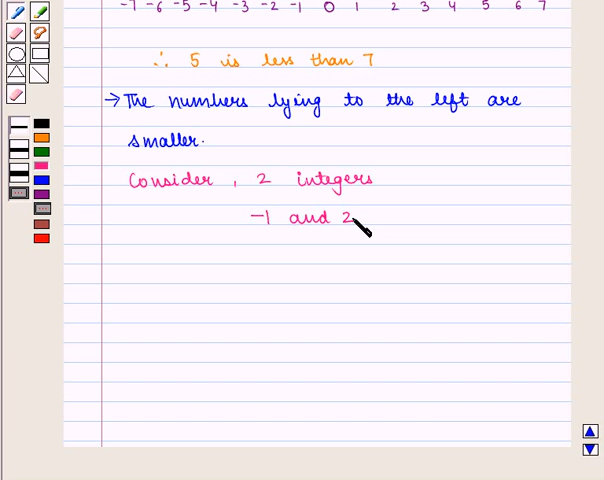 -7 -6 -5 -4 -3 -2 -1 0 1 2 3 4 5 6 7
∴ 5 is less than 7
→ The numbers lying to the left are
smaller.
Consider, 2 integers
-1 and 2